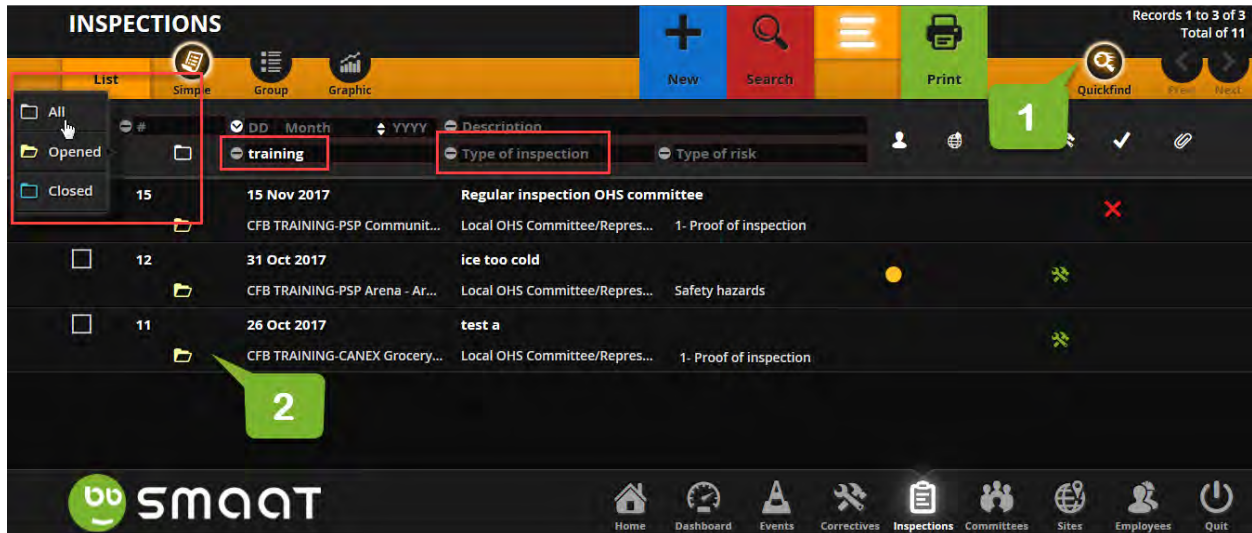 INSPECTIONS
Records 1 to 3 of 3
Total of 11
List
Simple
Group
Graphic
New
Search
Print
Quickfind
Prev
Next
1
All
Opened
Closed
#
DD Month YYYY
Description
training
Type of inspection
Type of risk
15
15 Nov 2017
Regular inspection OHS committee
CFB TRAINING-PSP Communit...
Local OHS Committee/Repres...
1- Proof of inspection
12
31 Oct 2017
ice too cold
CFB TRAINING-PSP Arena - Ar...
Local OHS Committee/Repres...
Safety hazards
11
26 Oct 2017
test a
CFB TRAINING-CANEX Grocery...
Local OHS Committee/Repres...
1- Proof of inspection
2
smaat
Home
Dashboard
Events
Correctives
Inspections
Committees
Sites
Employees
Quit